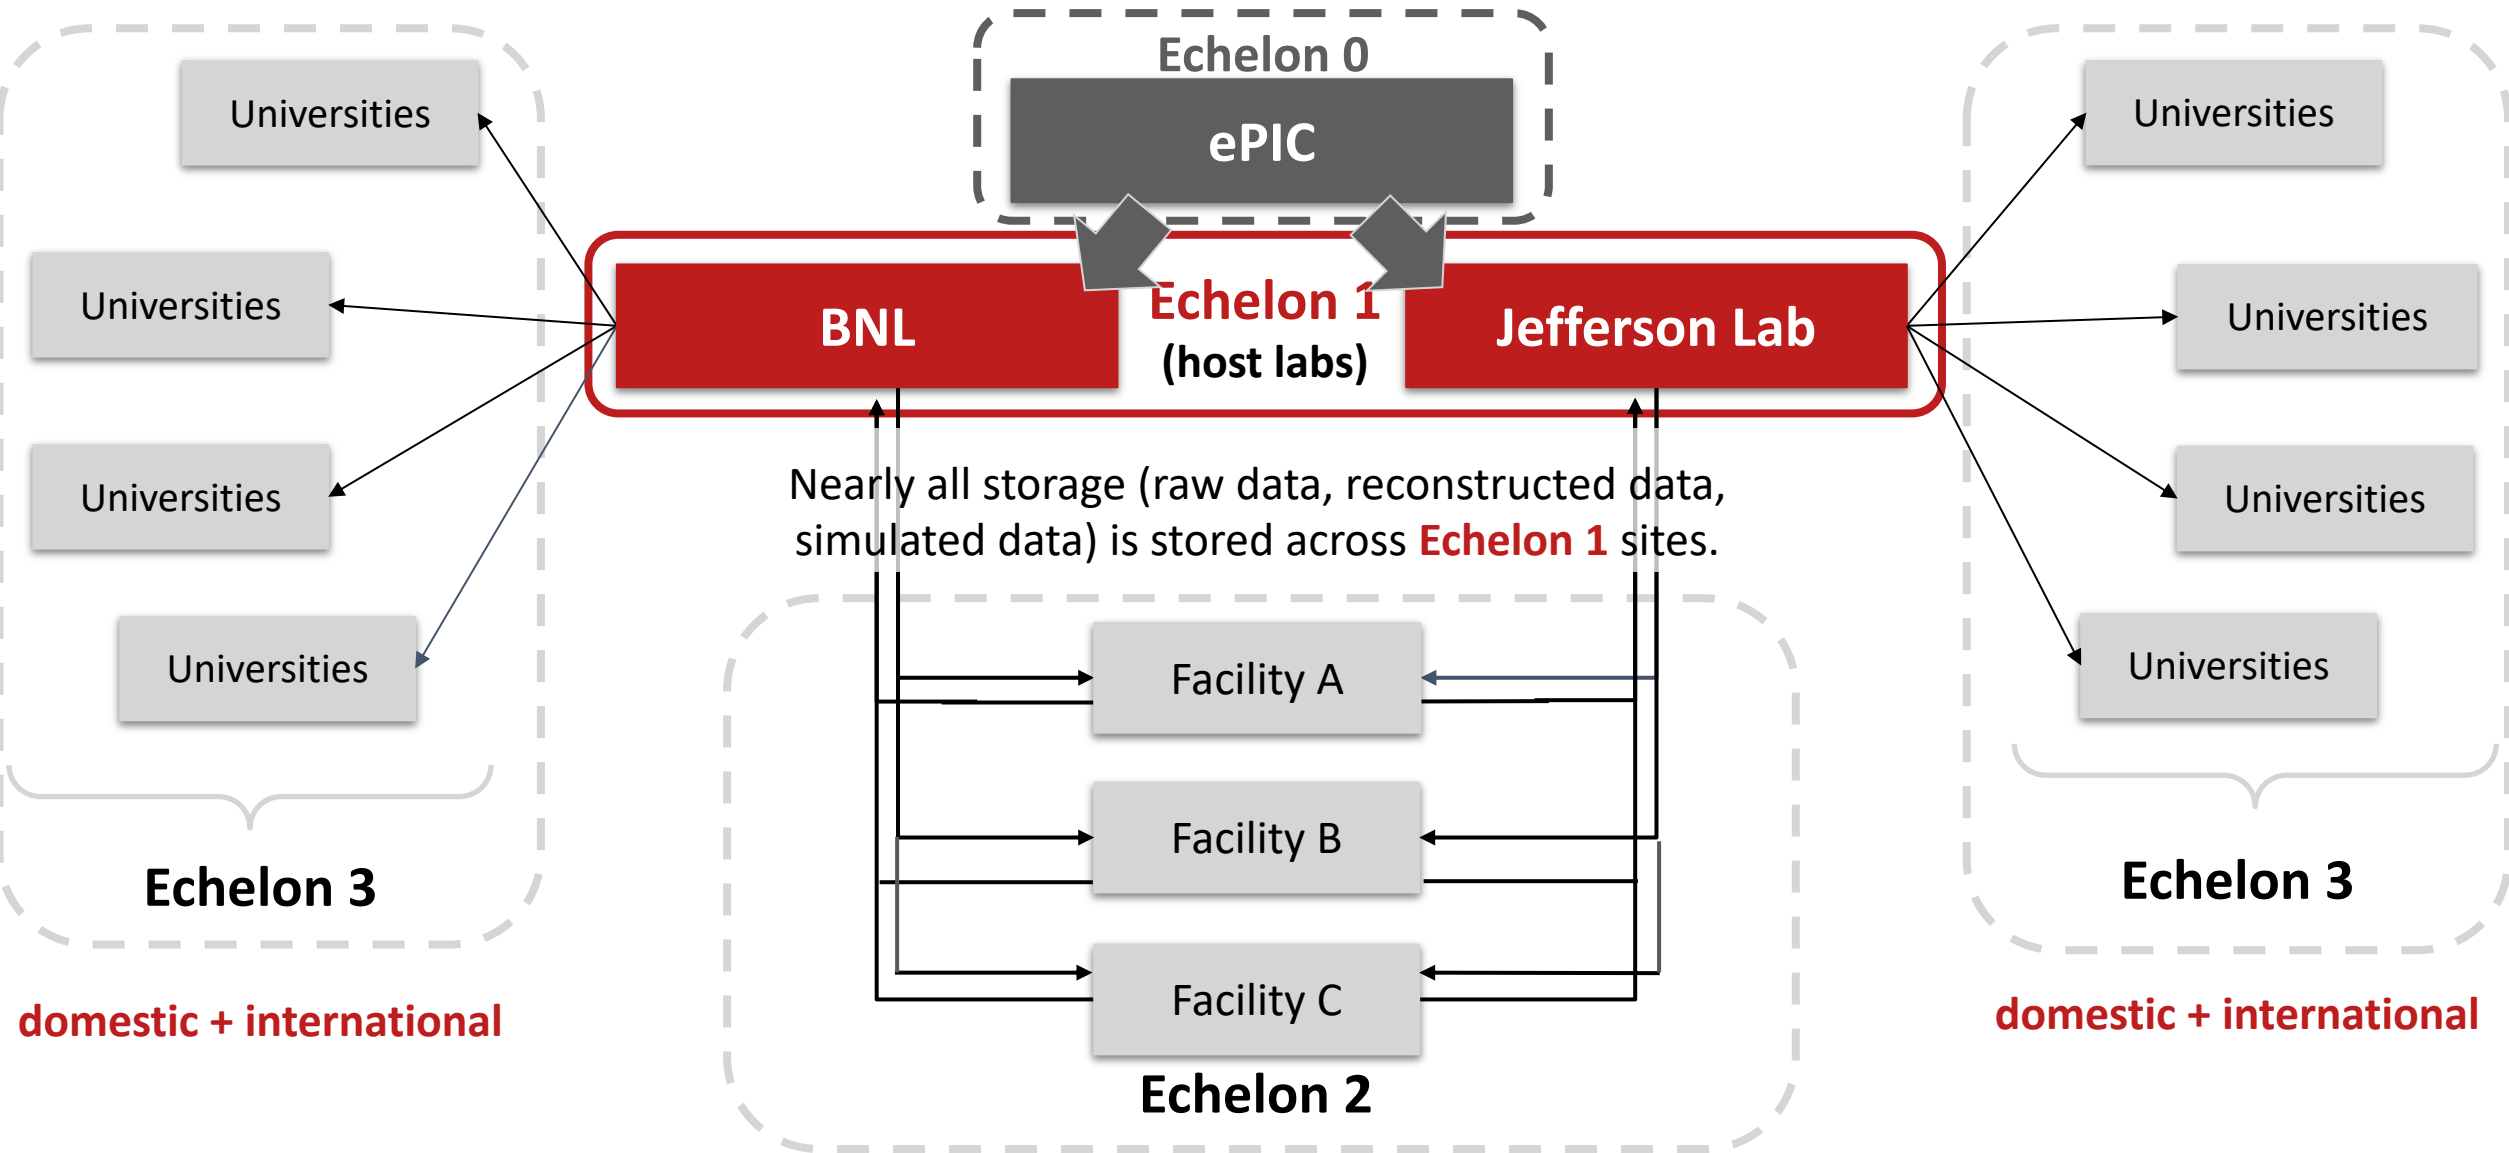 Echelon 0
ePIC
Universities
Universities
Universities
Universities
Echelon 3
domestic + international
BNL
Echelon 1
(host labs)
Jefferson Lab
Nearly all storage (raw data, reconstructed data,
simulated data) is stored across Echelon 1 sites.
Facility A
Facility B
Facility C
Echelon 2
Universities
Universities
Universities
Universities
Echelon 3
domestic + international